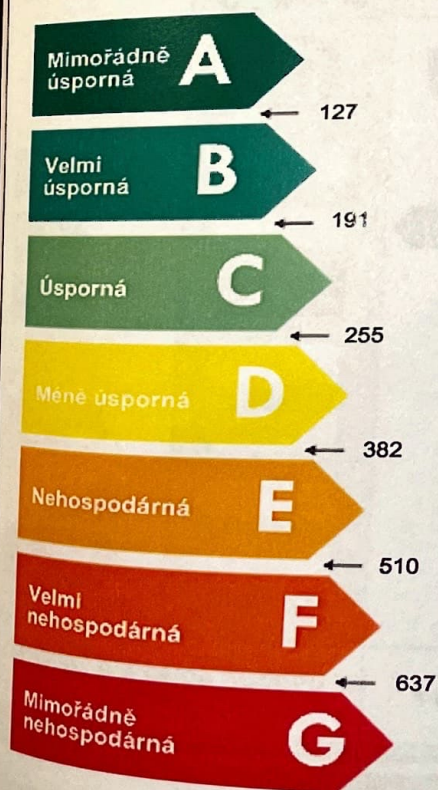 Mimořádně
úsporná
A
127
Velmi
úsporná
B
191
Úsporná
C
255
Méně úsporná
D
382
Nehospodárná
E
510
Velmi
nehospodárná
F
637
Mimořádně
nehospodárná
G